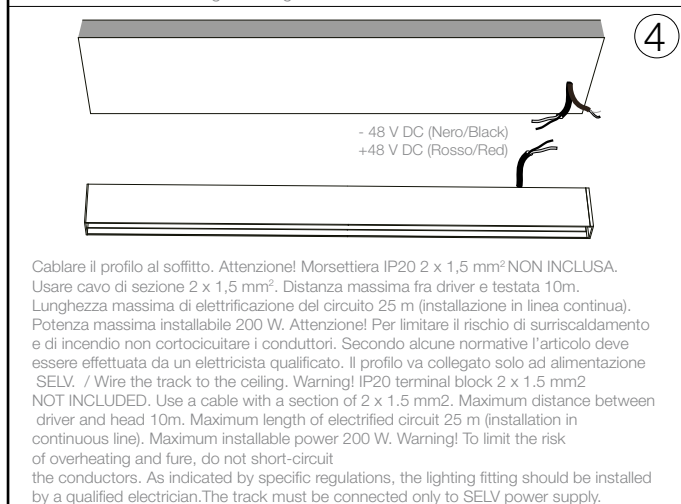 4
- 48 V DC (Nero/Black)
+48 V DC (Rosso/Red)
Cablare il profilo al soffitto. Attenzione! Morsettiera IP20 2 x 1,5 mm² NON INCLUSA.
Usare cavo di sezione 2 x 1,5 mm². Distanza massima fra driver e testata 10m.
Lunghezza massima di elettrificazione del circuito 25 m (installazione in linea continua).
Potenza massima installabile 200 W. Attenzione! Per limitare il rischio di surriscaldamento
e di incendio non cortocicuitare i conduttori. Secondo alcune normative l'articolo deve
essere effettuata da un elettricista qualificato. Il profilo va collegato solo ad alimentazione
SELV. / Wire the track to the ceiling. Warning! IP20 terminal block 2 x 1.5 mm2
NOT INCLUDED. Use a cable with a section of 2 x 1.5 mm2. Maximum distance between
driver and head 10m. Maximum length of electrified circuit 25 m (installation in
continuous line). Maximum installable power 200 W. Warning! To limit the risk
of overheating and fure, do not short-circuit
the conductors. As indicated by specific regulations, the lighting fitting should be installed
by a qualified electrician.The track must be connected only to SELV power supply.